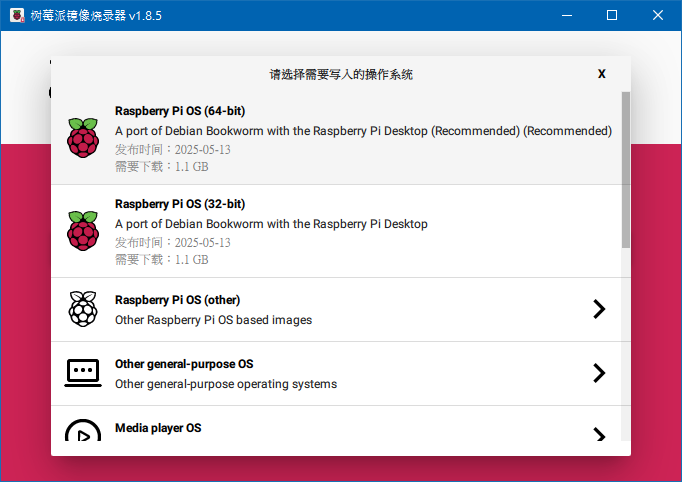 树莓派镜像烧录器 v1.8.5
请选择需要写入的操作系统
X
Raspberry Pi OS (64-bit)
A port of Debian Bookworm with the Raspberry Pi Desktop (Recommended) (Recommended)
发布时间：2025-05-13
需要下载：1.1 GB
Raspberry Pi OS (32-bit)
A port of Debian Bookworm with the Raspberry Pi Desktop
发布时间：2025-05-13
需要下载：1.1 GB
Raspberry Pi OS (other)
Other Raspberry Pi OS based images
Other general-purpose OS
Other general-purpose operating systems
Media player OS